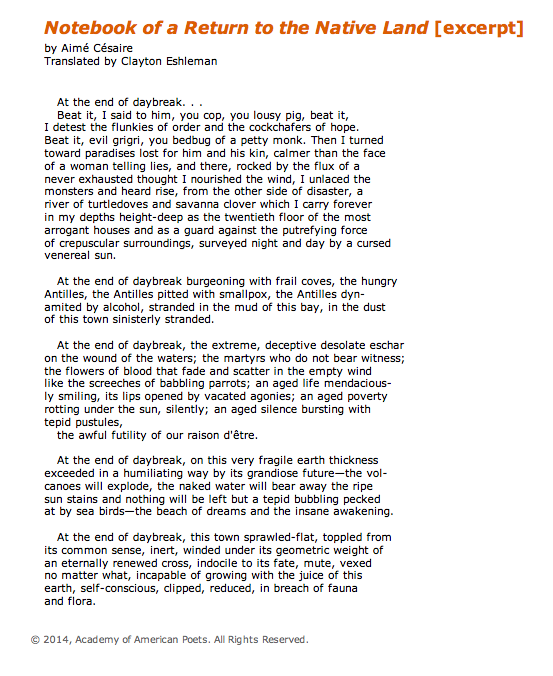 Notebook of a Return to the Native Land [excerpt]
by Aimé Césaire
Translated by Clayton Eshleman
At the end of daybreak. . .
Beat it, I said to him, you cop, you lousy pig, beat it,
I detest the flunkies of order and the cockchafers of hope.
Beat it, evil grigri, you bedbug of a petty monk. Then I turned
toward paradises lost for him and his kin, calmer than the face
of a woman telling lies, and there, rocked by the flux of a
never exhausted thought I nourished the wind, I unlaced the
monsters and heard rise, from the other side of disaster, a
river of turtledoves and savanna clover which I carry forever
in my depths height-deep as the twentieth floor of the most
arrogant houses and as a guard against the putrefying force
of crepuscular surroundings, surveyed night and day by a cursed
venereal sun.
At the end of daybreak burgeoning with frail coves, the hungry
Antilles, the Antilles pitted with smallpox, the Antilles dyn-
amited by alcohol, stranded in the mud of this bay, in the dust
of this town sinisterly stranded.
At the end of daybreak, the extreme, deceptive desolate eschar
on the wound of the waters; the martyrs who do not bear witness;
the flowers of blood that fade and scatter in the empty wind
like the screeches of babbling parrots; an aged life mendacious-
ly smiling, its lips opened by vacated agonies; an aged poverty
rotting under the sun, silently; an aged silence bursting with
tepid pustules,
the awful futility of our raison d'être.
At the end of daybreak, on this very fragile earth thickness
exceeded in a humiliating way by its grandiose future—the vol-
canoes will explode, the naked water will bear away the ripe
sun stains and nothing will be left but a tepid bubbling pecked
at by sea birds—the beach of dreams and the insane awakening.
At the end of daybreak, this town sprawled-flat, toppled from
its common sense, inert, winded under its geometric weight of
an eternally renewed cross, indocile to its fate, mute, vexed
no matter what, incapable of growing with the juice of this
earth, self-conscious, clipped, reduced, in breach of fauna
and flora.
© 2014, Academy of American Poets. All Rights Reserved.